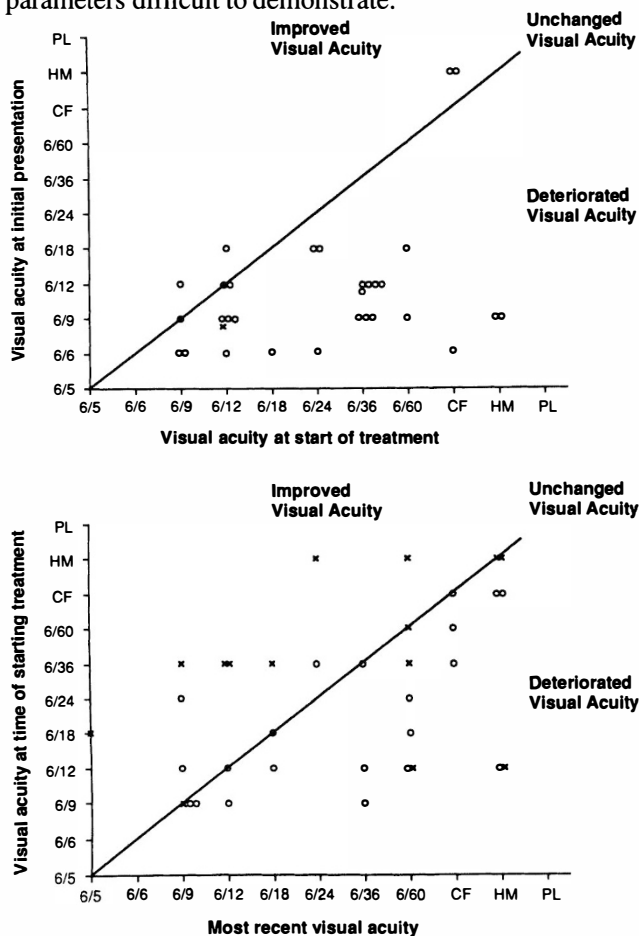 parameters difficult to demonstrate.
Improved
Visual Acuity
Unchanged
Visual Acuity
Deteriorated
Visual Acuity
Visual acuity at initial presentation
PL
HM
CF
6/60
6/36
6/24
6/18
6/12
6/9
6/6
6/5
6/5 6/6 6/9 6/12 6/18 6/24 6/36 6/60 CF HM PL
Visual acuity at start of treatment
Improved
Visual Acuity
Unchanged
Visual Acuity
Deteriorated
Visual Acuity
Visual acuity at time of starting treatment
PL
HM
CF
6/60
6/36
6/24
6/18
6/12
6/9
6/6
6/5
6/5 6/6 6/9 6/12 6/18 6/24 6/36 6/60 CF HM PL
Most recent visual acuity